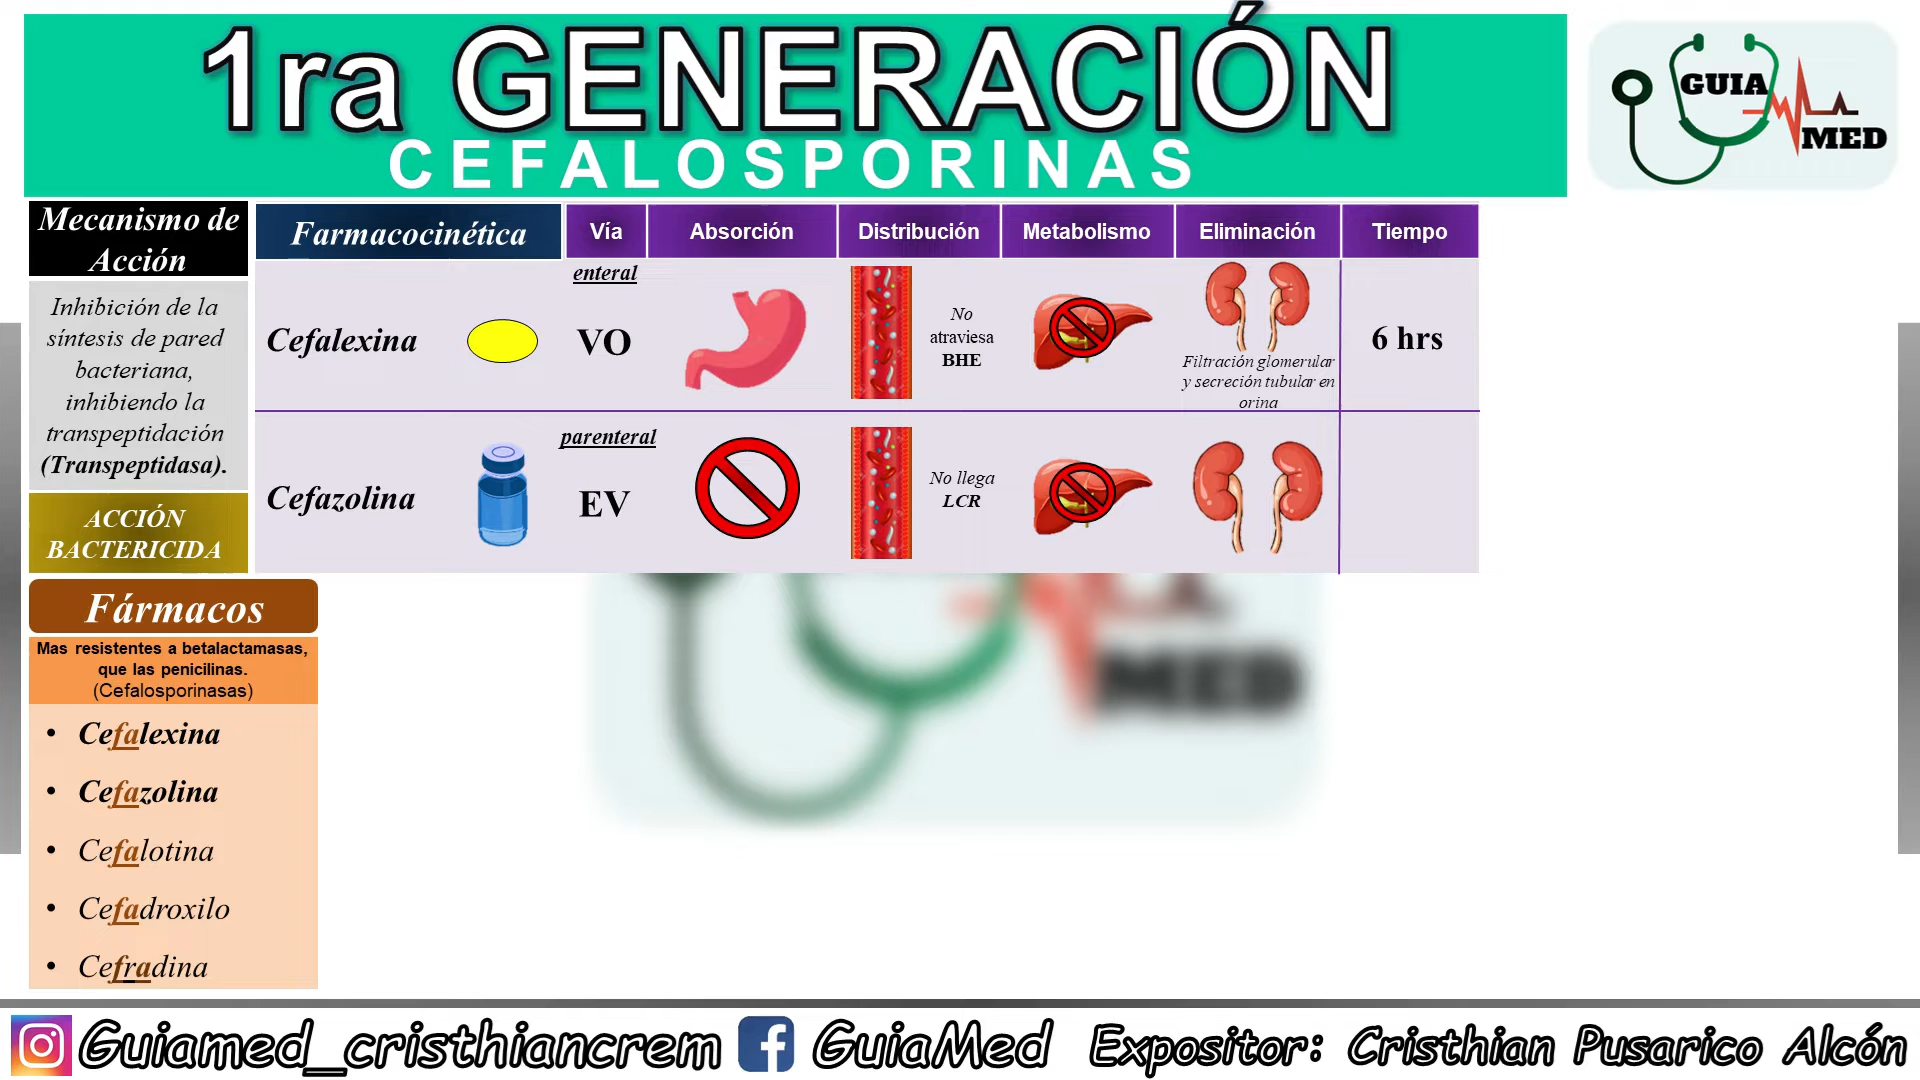 1ra GENERACIÓN
CEFALOSPORINAS
GUIA
MED
Mecanismo de
Acción
Inhibición de la
síntesis de pared
bacteriana,
inhibiendo la
transpeptidación
(Transpeptidasa).
ACCIÓN
BACTERICIDA
Farmacocinética
Vía
Absorción
Distribución
Metabolismo
Eliminación
Tiempo
Cefalexina
enteral
VO
No
atraviesa
BHE
Filtración glomerular
y secreción tubular en
orina
6 hrs
Cefazolina
parenteral
EV
No llega
LCR
Fármacos
Mas resistentes a betalactamasas,
que las penicilinas.
(Cefalosporinasas)
• Cefalexina
• Cefazolina
• Cefalotina
• Cefadroxilo
• Cefradina
MED
Guiamed_cristhiancrem
GuiaMed
Expositor: Cristhian Pusarico Alcón